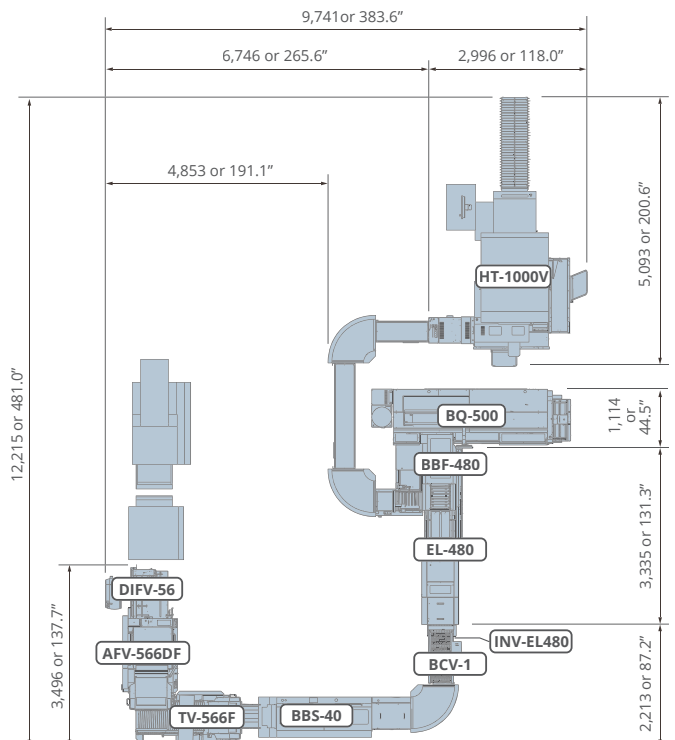 9,741or 383.6”
6,746 or 265.6”
2,996 or 118.0”
4,853 or 191.1”
5,093 or 200.6”
HT-1000V
12,215 or 481.0”
BQ-500
1,114
or
44.5”
BBF-480
3,335 or 131.3”
EL-480
DIFV-56
3,496 or 137.7”
AFV-566DF
INV-EL480
BCV-1
2,213 or 87.2”
TV-566F
BBS-40